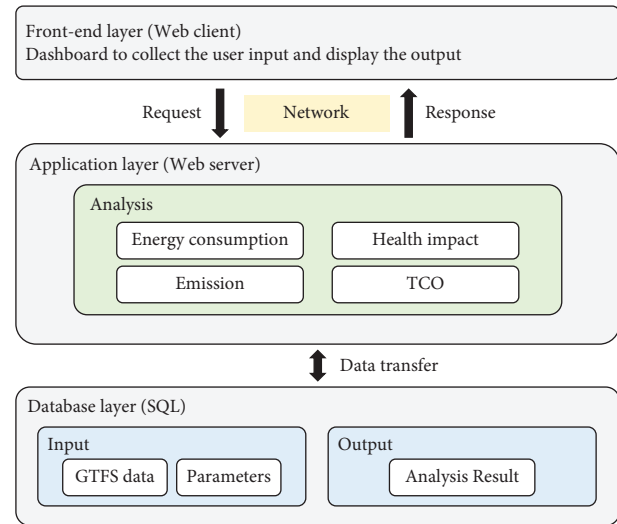 Front-end layer (Web client)
Dashboard to collect the user input and display the output
Request
Network
Response
Application layer (Web server)
Analysis
Energy consumption
Health impact
Emission
TCO
Data transfer
Database layer (SQL)
Input
GTFS data
Parameters
Output
Analysis Result